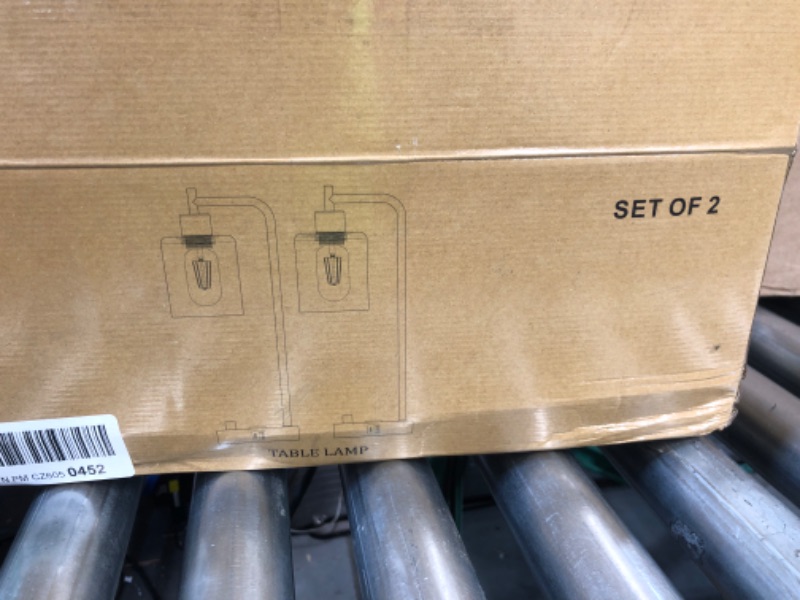 SET OF 2
TABLE LAMP
PM CZ605 0452